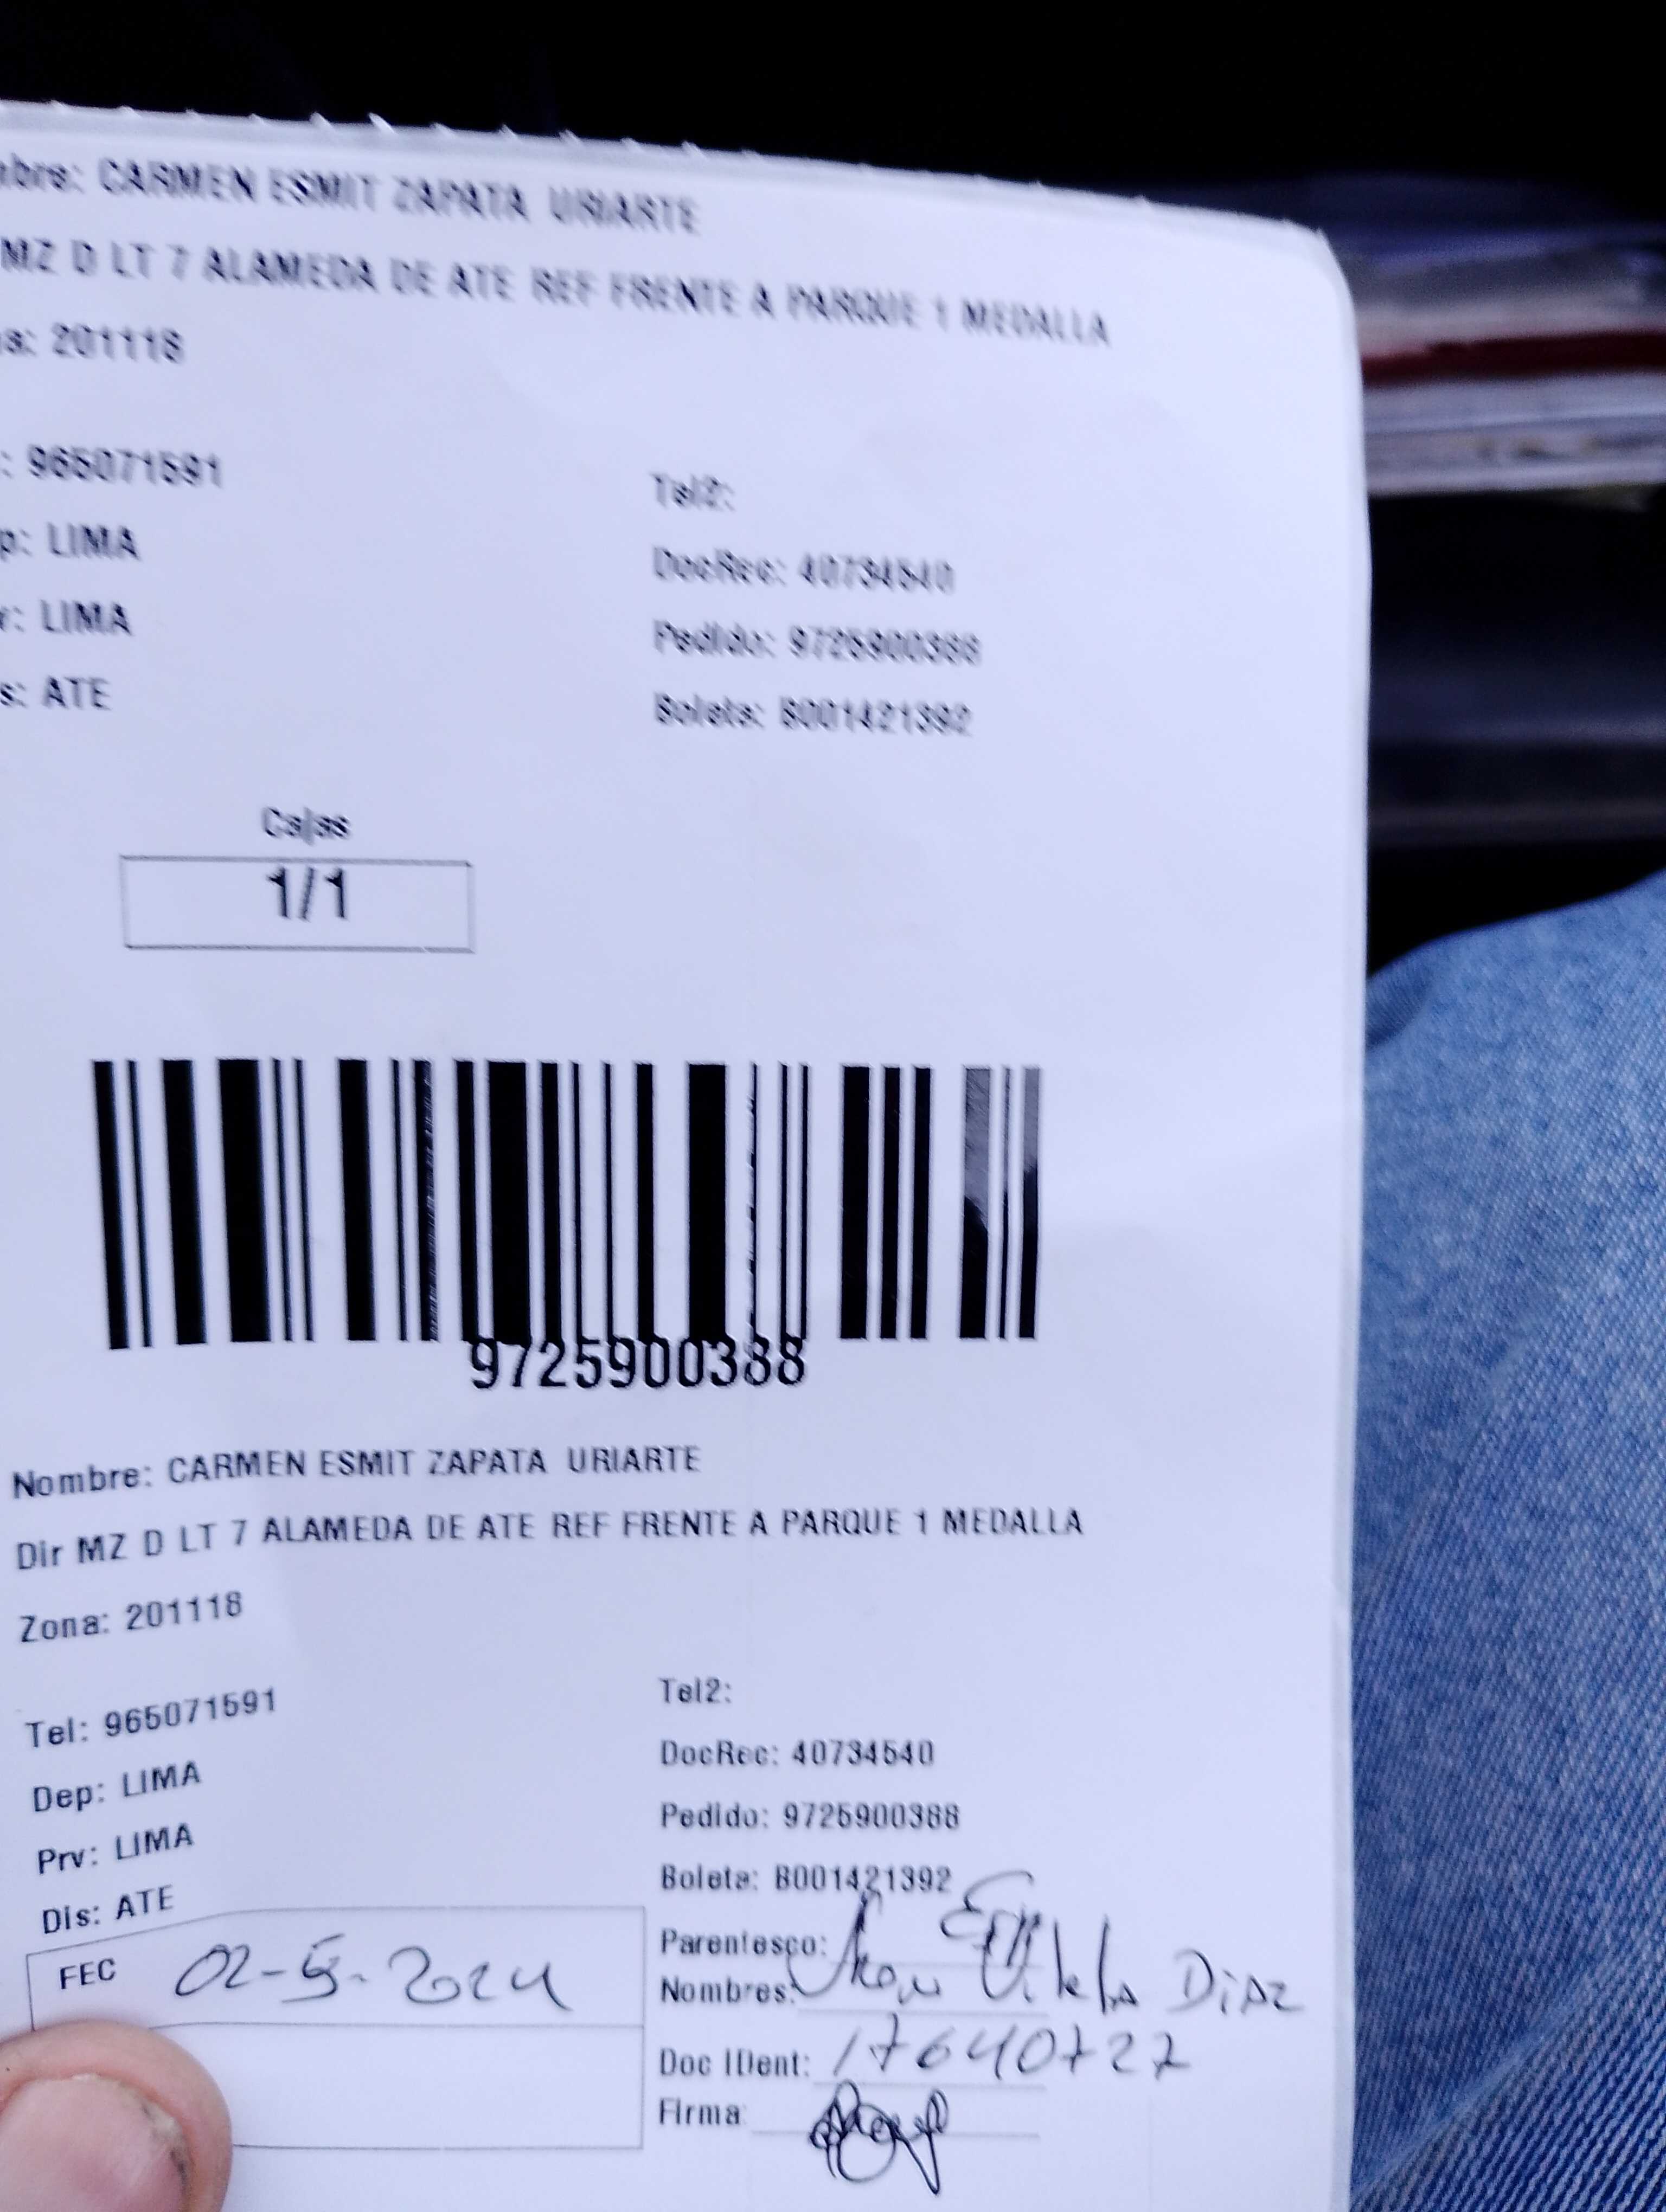 mbre: CARMEN ESMIT ZAPATA URIARTE
MZ D LT 7 ALAMEDA DE ATE REF FRENTE A PARQUE 1 MEDALLA
a: 201118
: 965071591
Tel2:
p: LIMA
DocRec: 40734540
r: LIMA
Pedido: 9725900388
s: ATE
Boleta: B001421392
Cajas
1/1
9725900388
Nombre: CARMEN ESMIT ZAPATA URIARTE
Dir MZ D LT 7 ALAMEDA DE ATE REF FRENTE A PARQUE 1 MEDALLA
Zona: 201118
Tel: 965071591
Tel2:
Dep: LIMA
DocRec: 40734540
Prv: LIMA
Pedido: 9725900388
Dis: ATE
Boleta: B001421392
FEC 02-5-2024
Parentesco:
Nombres: Diaz
Doc IDent: 17640727
Firma: